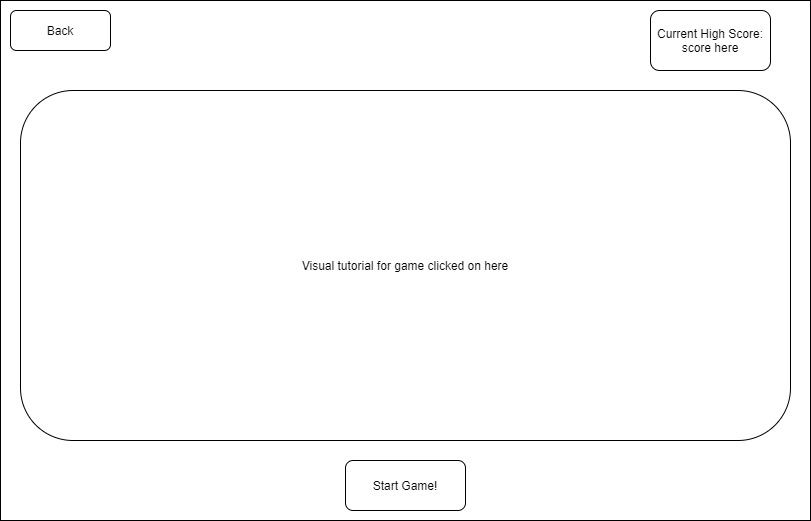 Back
Current High Score:
score here
Visual tutorial for game clicked on here
Start Game!